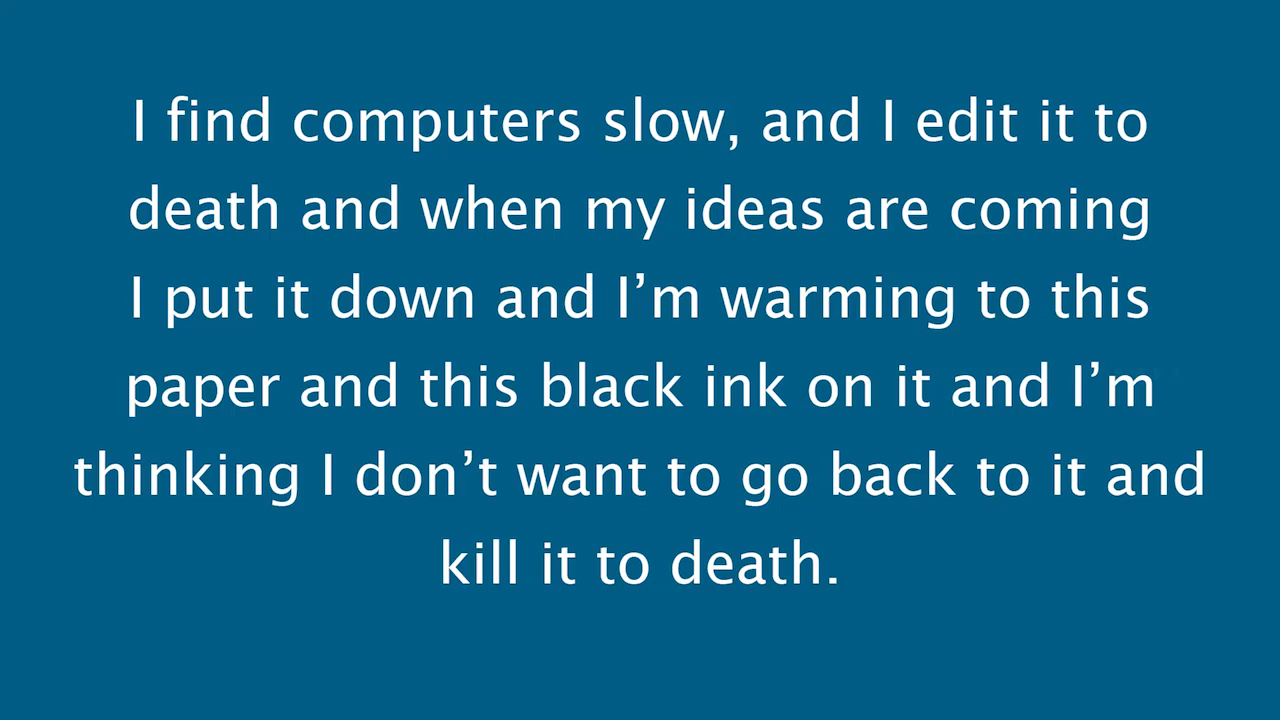 I find computers slow, and I edit it to
death and when my ideas are coming
I put it down and I’m warming to this
paper and this black ink on it and I’m
thinking I don’t want to go back to it and
kill it to death.